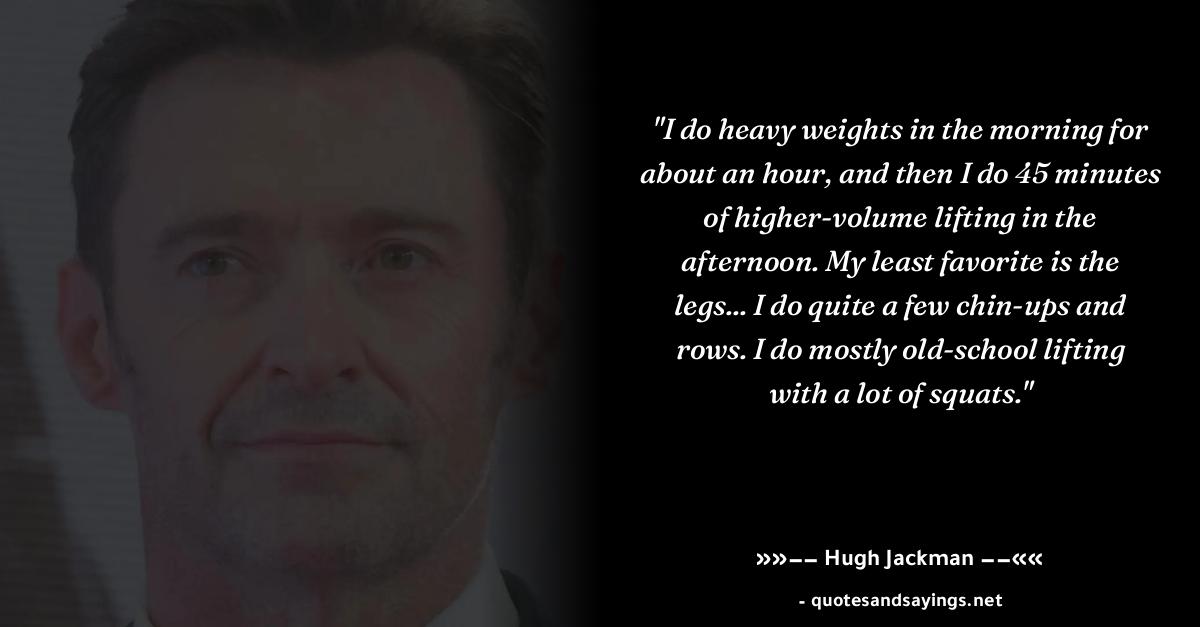 "I do heavy weights in the morning for
about an hour, and then I do 45 minutes
of higher-volume lifting in the
afternoon. My least favorite is the
legs... I do quite a few chin-ups and
rows. I do mostly old-school lifting
with a lot of squats."
»»−− Hugh Jackman −−««
- quotesandsayings.net